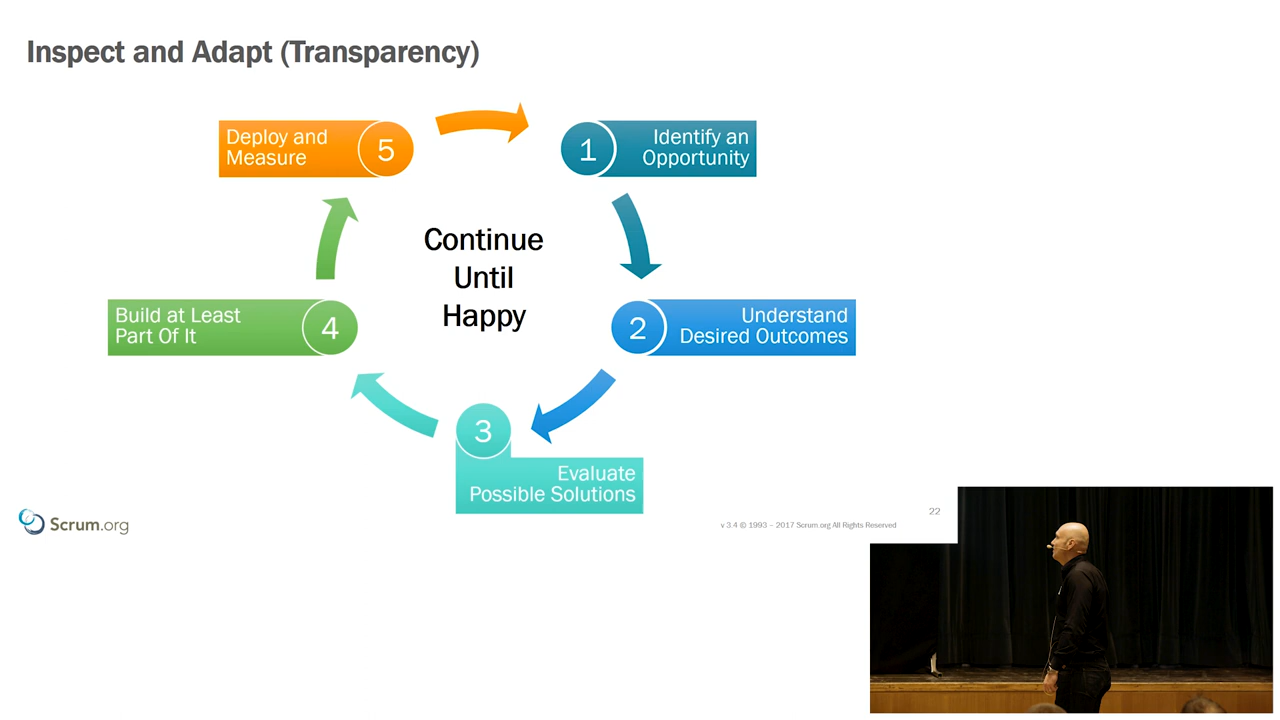 Inspect and Adapt (Transparency)
Deploy and
Measure
5
1
Identify an
Opportunity
Continue
Until
Happy
Build at Least
Part Of It
4
2
Understand
Desired Outcomes
3
Evaluate
Possible Solutions
Scrum.org
v 3.4 © 1993 – 2017 Scrum.org All Rights Reserved
22